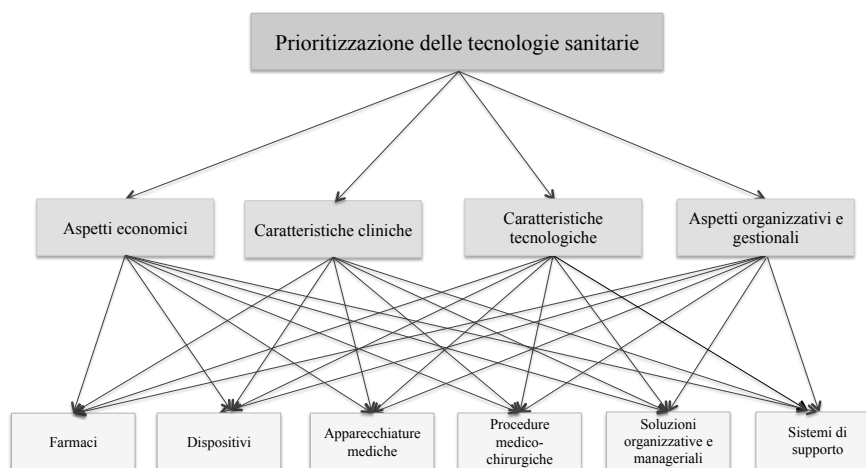 Prioritizzazione delle tecnologie sanitarie
Aspetti economici
Caratteristiche cliniche
Caratteristiche
tecnologiche
Aspetti organizzativi e
gestionali
Farmaci
Dispositivi
Apparecchiature
mediche
Procedure
medico-
chirurgiche
Soluzioni
organizzative e
manageriali
Sistemi di
supporto